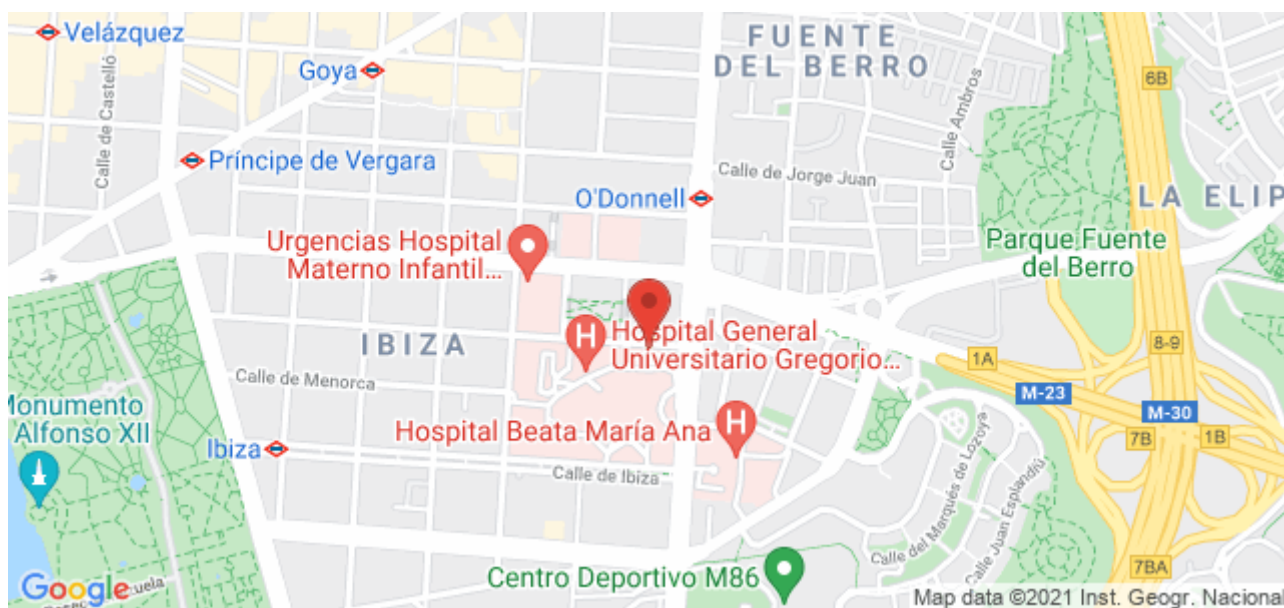 Velázquez
Goya
FUENTE
DEL BERRO
6B
Calle de Castelló
Calle Ambros
Príncipe de Vergara
Calle de Jorge Juan
O'Donnell
LA ELIP
Urgencias Hospital
Materno Infantil...
Parque Fuente
del Berro
IBIZA
H
Hospital General
Universitario Gregorio...
1A
8-9
Calle de Menorca
M-23
M-30
Monumento
Alfonso XII
Hospital Beata María Ana
H
7B
1B
Ibiza
Calle de Ibiza
Calle del Marqués de Lozoya
Calle Juan Esplandiú
Centro Deportivo M86
7BA
Google
Map data ©2021 Inst. Geogr. Naciona